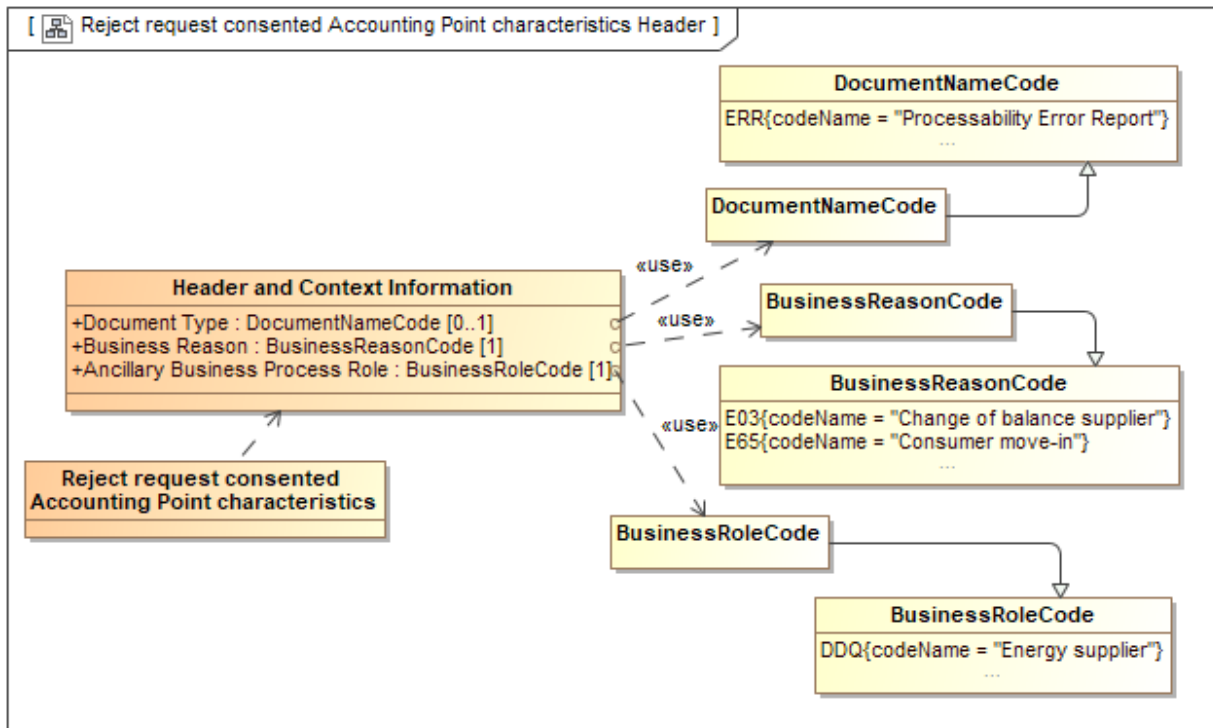 [ Reject request consented Accounting Point characteristics Header ]
DocumentNameCode
ERR{codeName = "Processability Error Report"}
...
DocumentNameCode
«use»
Header and Context Information
+Document Type : DocumentNameCode [0..1]
+Business Reason : BusinessReasonCode [1]
+Ancillary Business Process Role : BusinessRoleCode [1]
«use»
BusinessReasonCode
BusinessReasonCode
E03{codeName = "Change of balance supplier"}
E65{codeName = "Consumer move-in"}
...
«use»
Reject request consented
Accounting Point characteristics
BusinessRoleCode
BusinessRoleCode
DDQ{codeName = "Energy supplier"}
...